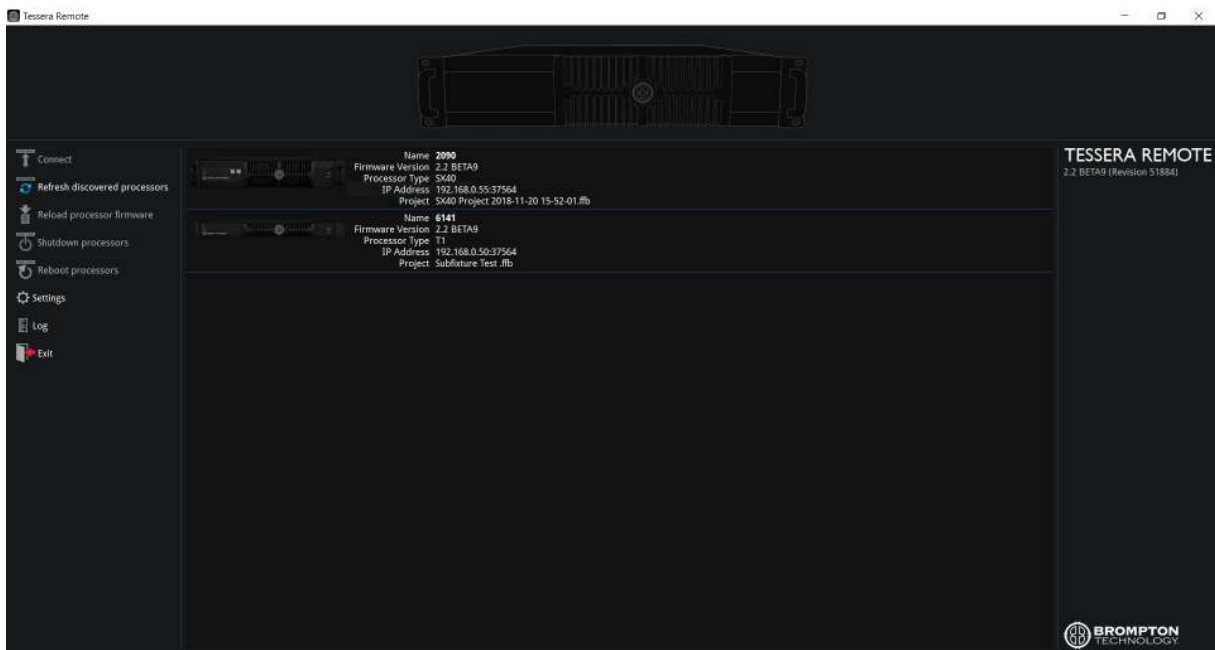 Tessera Remote
Connect
Refresh discovered processors
Reload processor firmware
Shutdown processors
Reboot processors
Settings
Log
Exit
Name 2090
Firmware Version 2.2 BETA9
Processor Type SX40
IP Address 192.168.0.55:37564
Project SX40 Project 2018-11-20 15-52-01.ffb
Name 6141
Firmware Version 2.2 BETA9
Processor Type T1
IP Address 192.168.0.50:37564
Project Subfixture Test .ffb
TESSERA REMOTE
2.2 BETA9 (Revision 51884)
BROMPTON
TECHNOLOGY